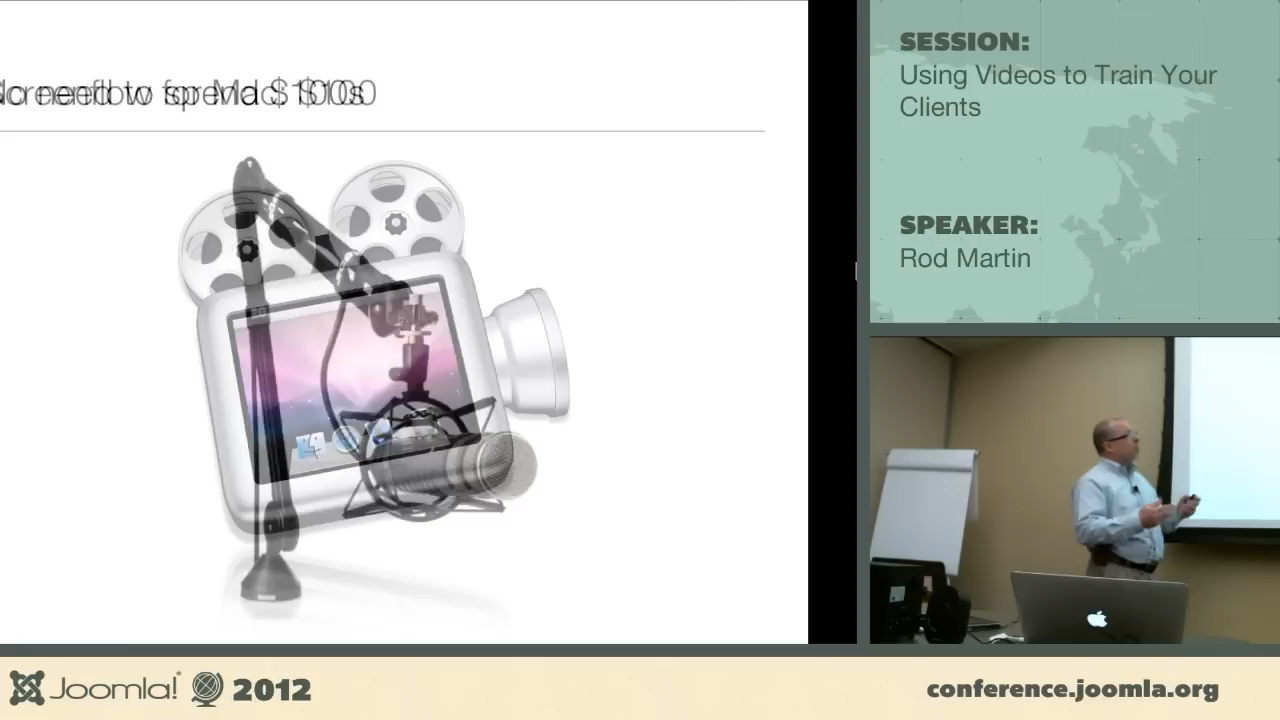 SESSION:
Using Videos to Train Your
Clients
SPEAKER:
Rod Martin
Joomla! 2012
conference.joomla.org